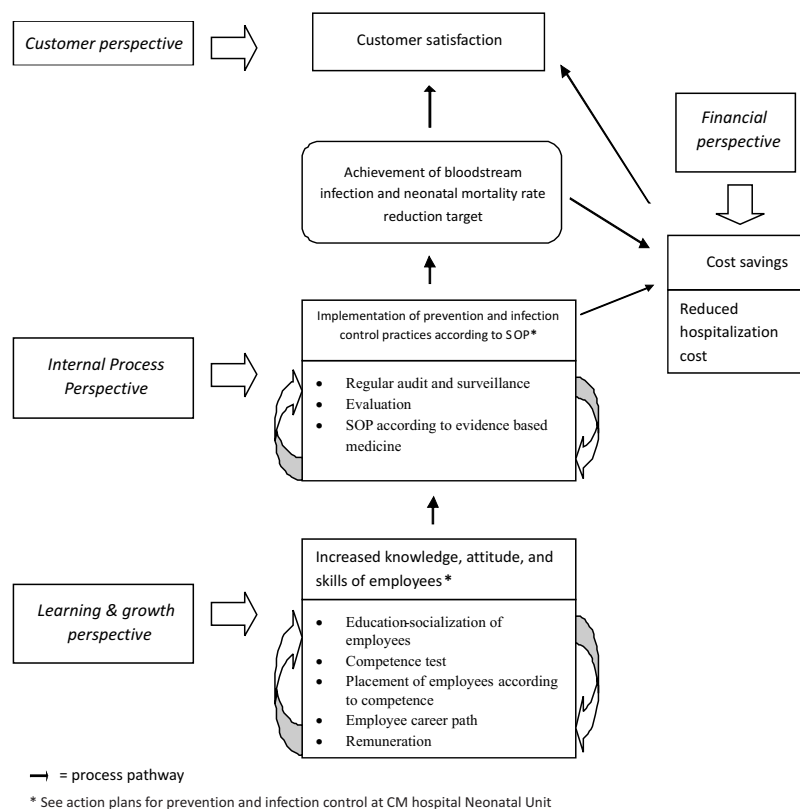 Customer perspective
Customer satisfaction
Financial
perspective
Achievement of bloodstream
infection and neonatal mortality rate
reduction target
Cost savings
Reduced
hospitalization
cost
Implementation of prevention and infection
control practices according to SOP*
Internal Process
Perspective
• Regular audit and surveillance
• Evaluation
• SOP according to evidence based
medicine
Increased knowledge, attitude, and
skills of employees*
Learning & growth
perspective
• Education-socialization of
employees
• Competence test
• Placement of employees according
to competence
• Employee career path
• Remuneration
= process pathway
* See action plans for prevention and infection control at CM hospital Neonatal Unit